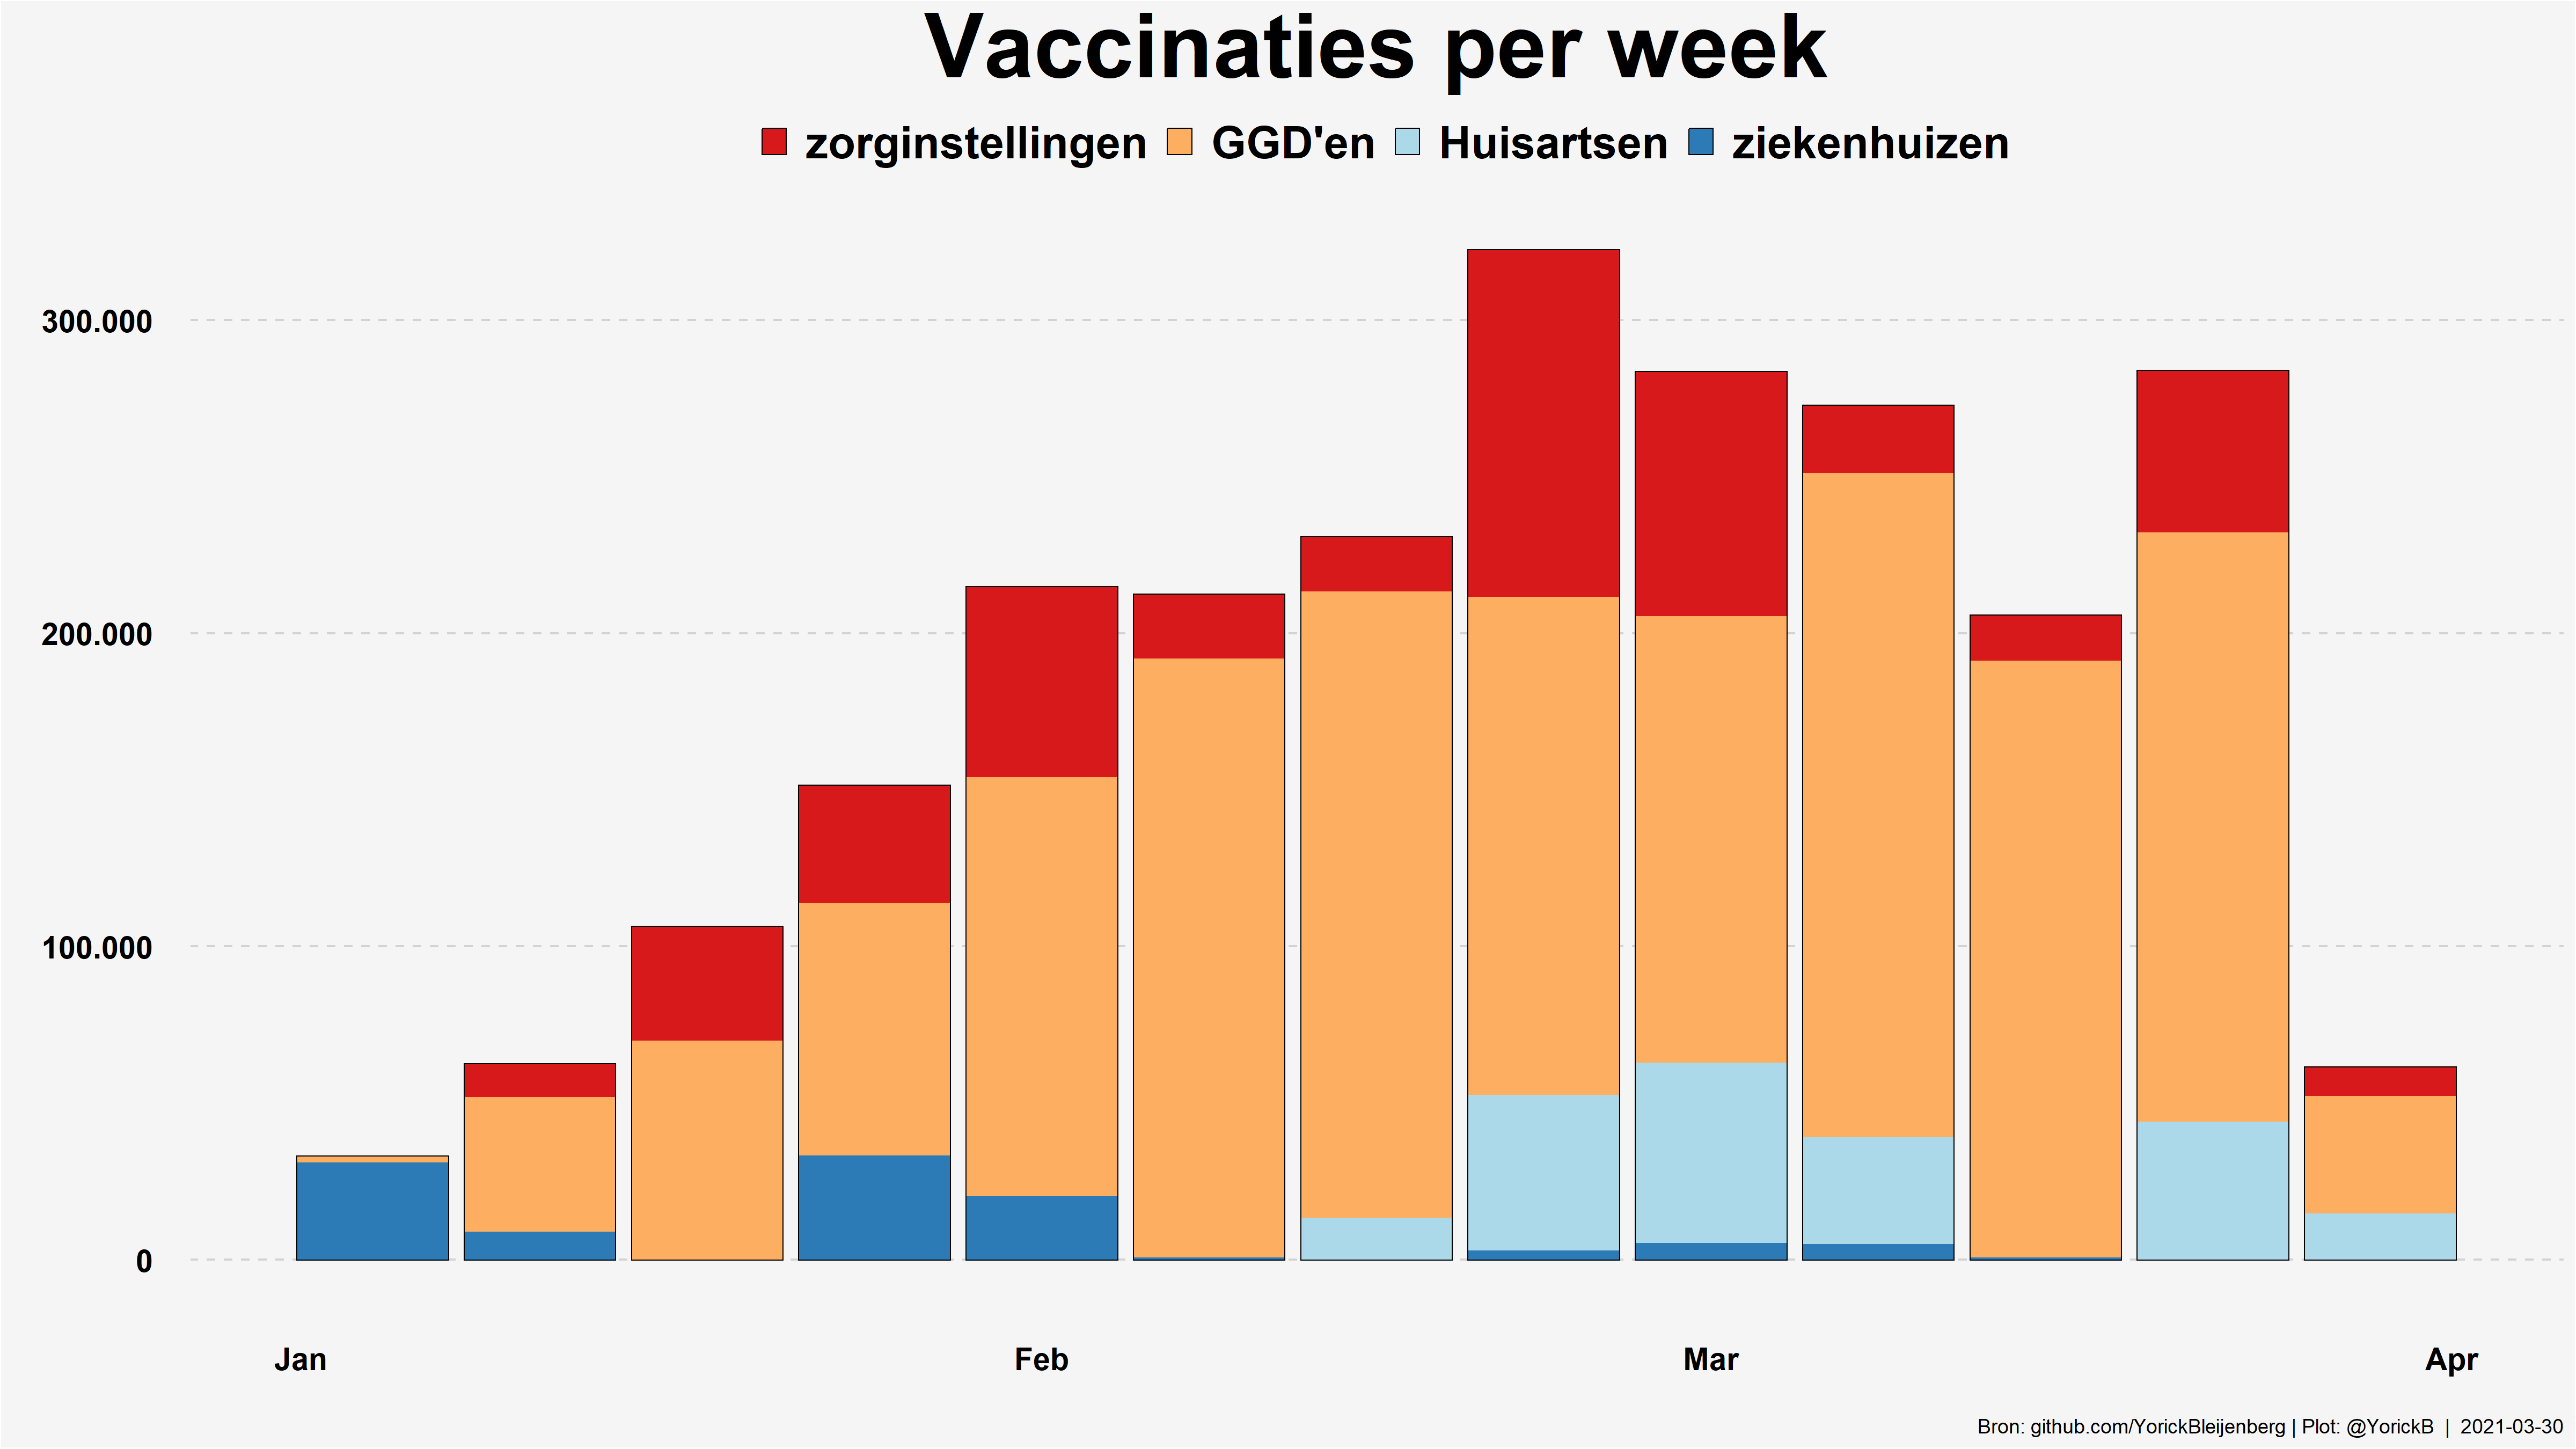 Vaccinaties per week
zorginstellingen GGD'en Huisartsen ziekenhuizen
300.000
200.000
100.000
0
Jan Feb Mar Apr
Bron: github.com/YorickBleijenberg | Plot: @YorickB | 2021-03-30